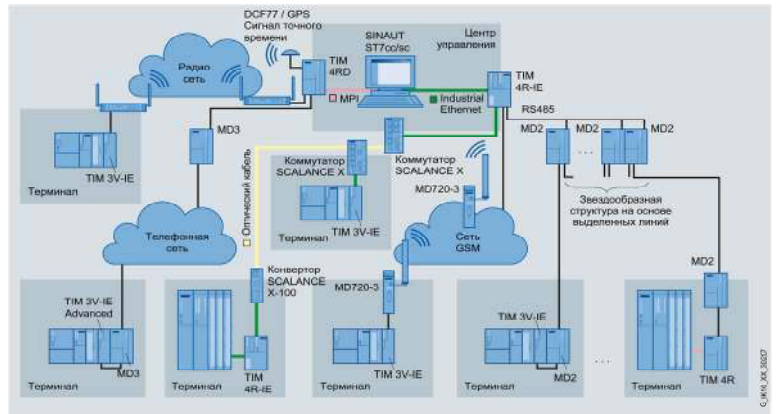 DCF77 / GPS
Сигнал точного
времени
SINAUT
ST7cc/sc
Центр
управления
Радио
сеть
TIM
4RD
MPI
Industrial
Ethernet
TIM
4R-IE
RS485
MD3
MD2
MD2
MD2
. . .
TIM 3V-IE
Терминал
Оптический кабель
Коммутатор
SCALANCE X
Коммутатор
SCALANCE X
MD720-3
Звездообразная
структура на основе
выделенных линий
TIM 3V-IE
Терминал
Телефонная
сеть
Сеть
GSM
Конвертор
SCALANCE
X-100
MD720-3
MD2
TIM 3V-IE
Advanced
MD3
Терминал
TIM
4R-IE
Терминал
TIM 3V-IE
Терминал
TIM 3V-IE
MD2
Терминал
. . .
TIM 4R
Терминал